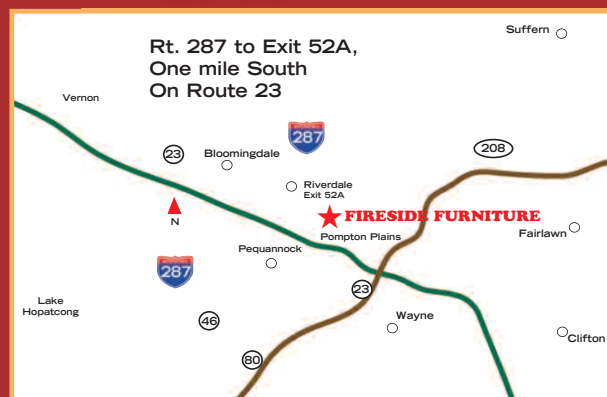 Rt. 287 to Exit 52A,
One mile South
On Route 23
Suffern
Vernon
287
208
23
Bloomingdale
Riverdale
Exit 52A
FIRESIDE FURNITURE
N
Pompton Plains
Fairlawn
Pequannock
287
23
Lake
Hopatcong
46
Wayne
Clifton
80